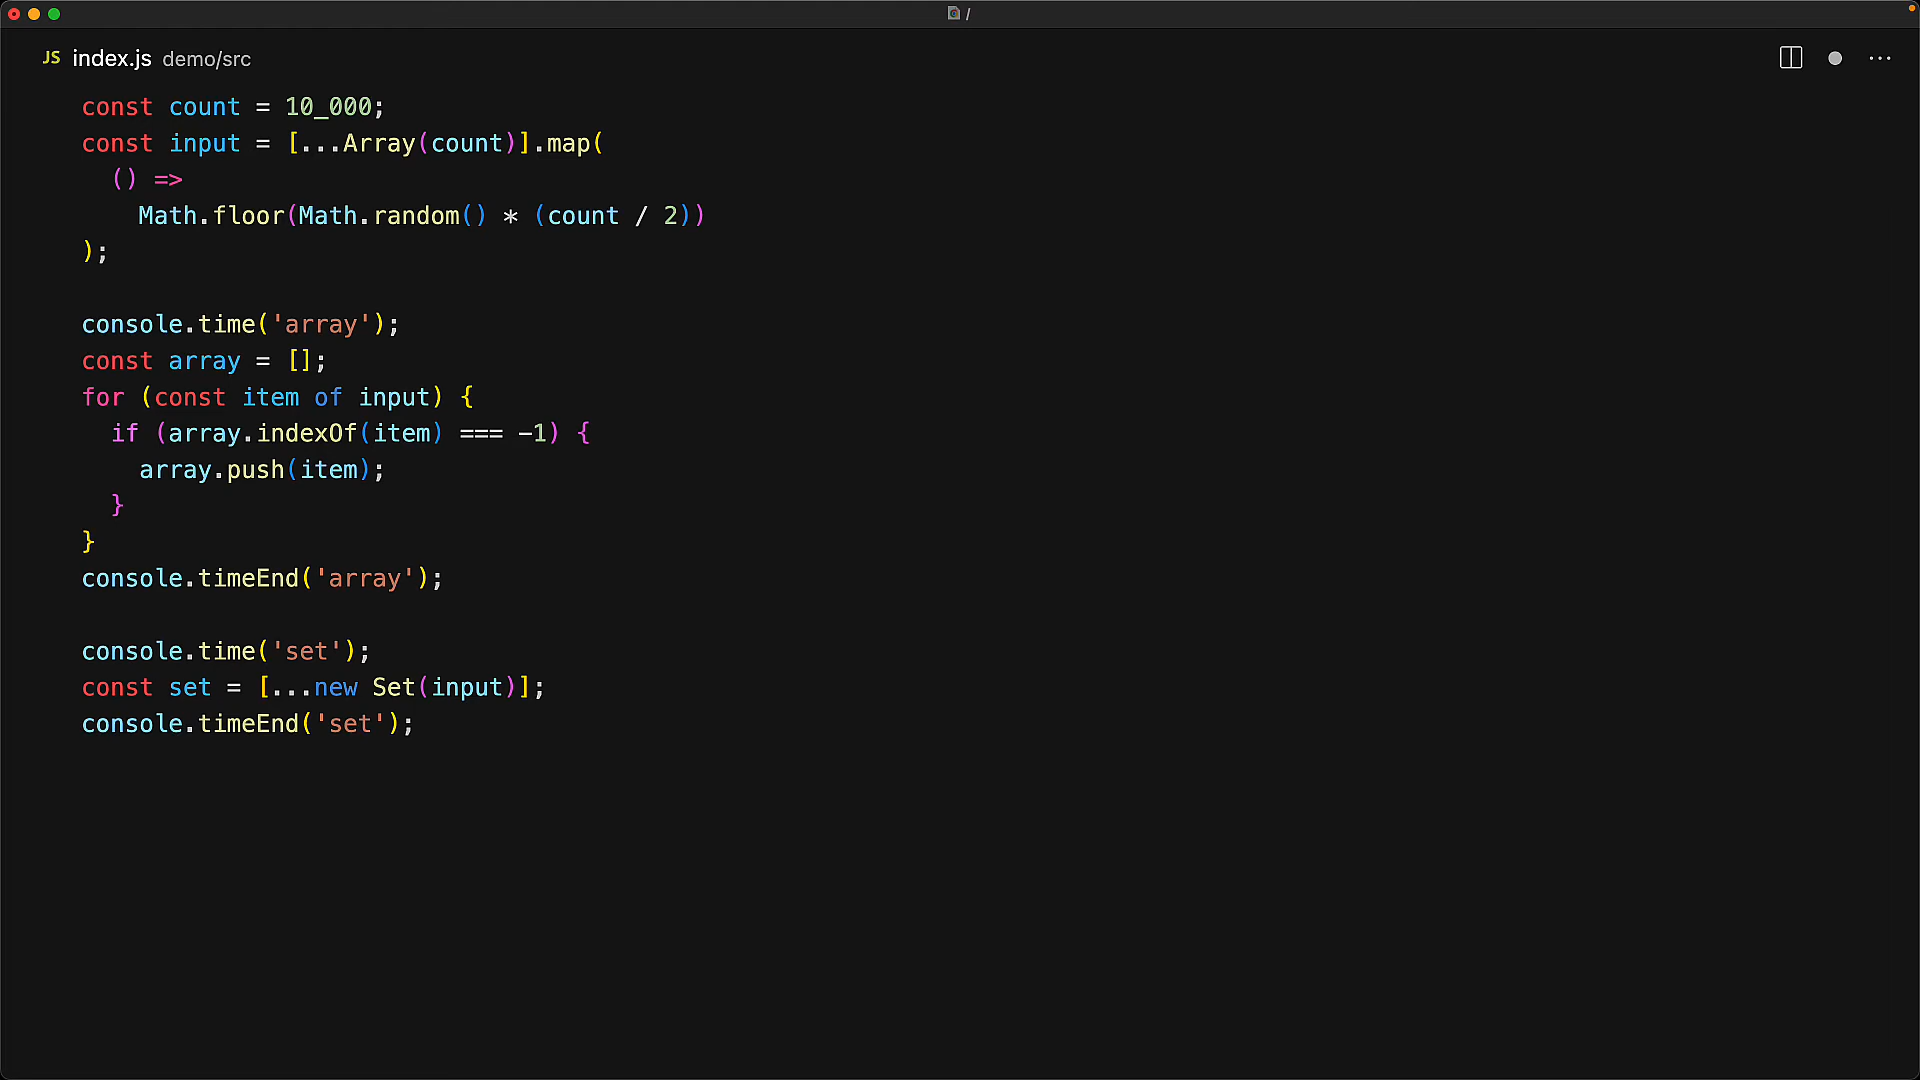 /
JS index.js demo/src
const count = 10_000;
const input = [...Array(count)].map(
  () =>
    Math.floor(Math.random() * (count / 2))
);
console.time('array');
const array = [];
for (const item of input) {
  if (array.indexOf(item) === -1) {
    array.push(item);
  }
}
console.timeEnd('array');
console.time('set');
const set = [...new Set(input)];
console.timeEnd('set');